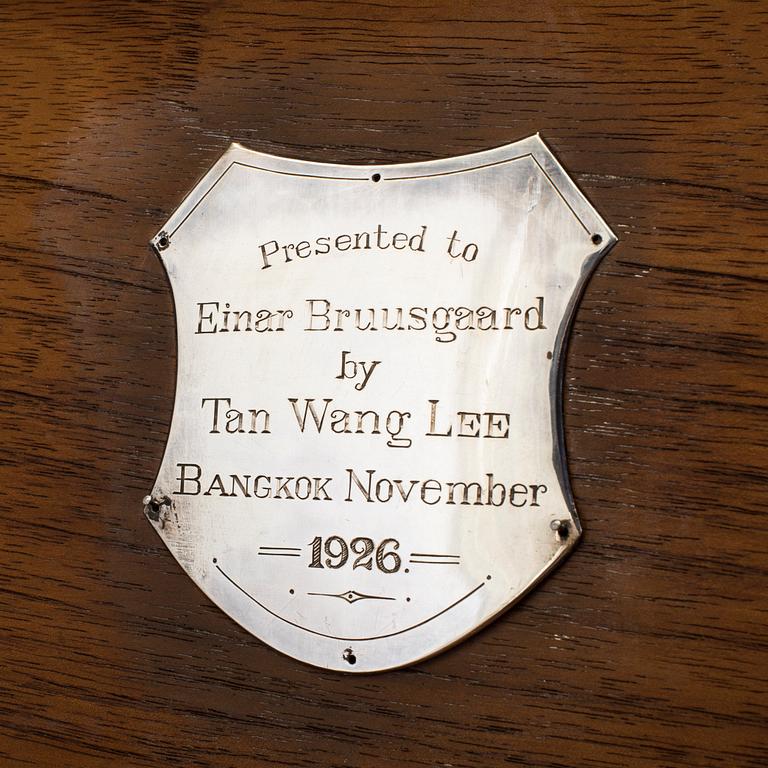 Presented to
Einar Bruusgaard
by
Tan Wang LEE
BANGKOK November
1926.